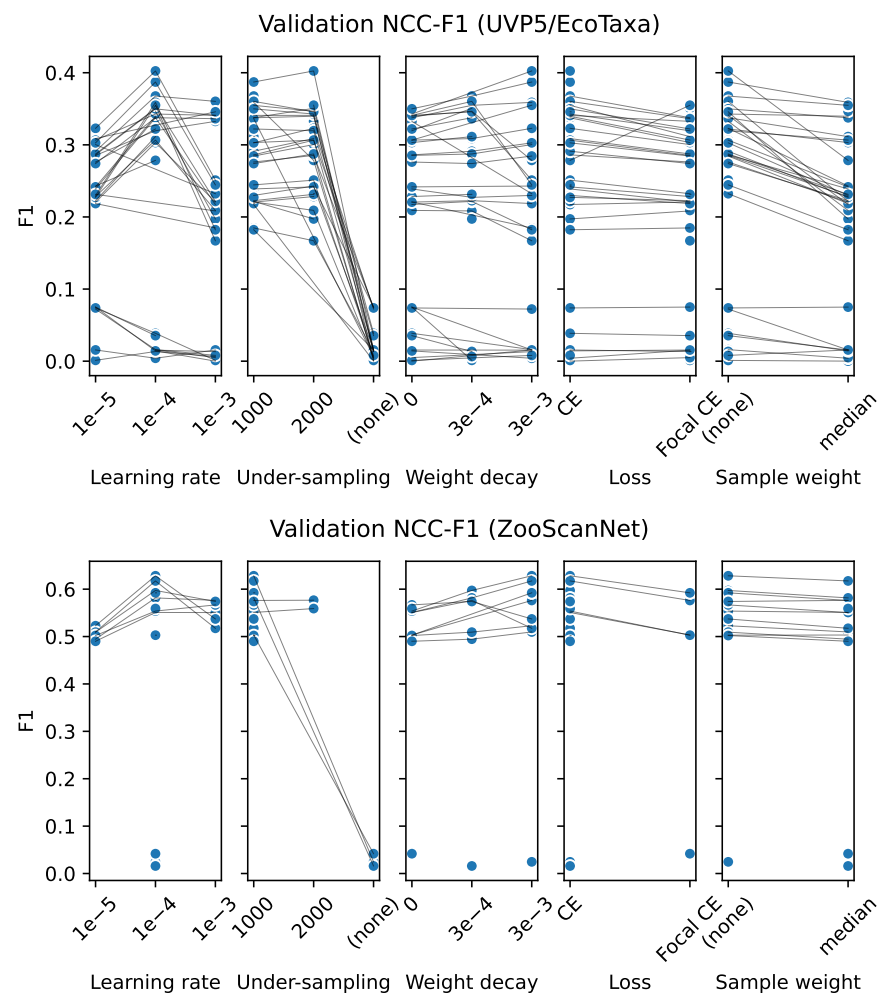 Validation NCC-F1 (UVP5/EcoTaxa)
F1
0.4
0.3
0.2
0.1
0.0
1e−5 1e−4 1e−3 1000 2000 (none) 0 3e−4 3e−3 CE Focal CE (none) median
Learning rate Under-sampling Weight decay Loss Sample weight
Validation NCC-F1 (ZooScanNet)
F1
0.6
0.5
0.4
0.3
0.2
0.1
0.0
1e−5 1e−4 1e−3 1000 2000 (none) 0 3e−4 3e−3 CE Focal CE (none) median
Learning rate Under-sampling Weight decay Loss Sample weight